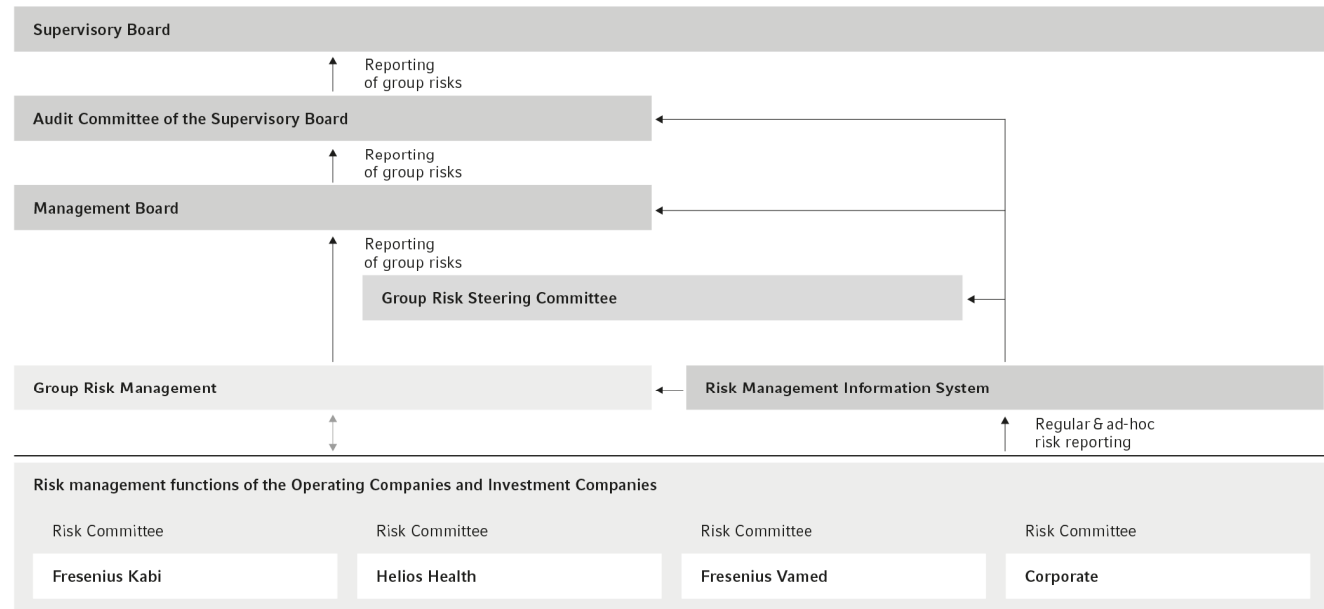 Supervisory Board
Reporting
of group risks
Audit Committee of the Supervisory Board
Reporting
of group risks
Management Board
Reporting
of group risks
Group Risk Steering Committee
Group Risk Management
Risk Management Information System
Regular & ad-hoc
risk reporting
Risk management functions of the Operating Companies and Investment Companies
Risk Committee
Fresenius Kabi
Risk Committee
Helios Health
Risk Committee
Fresenius Vamed
Risk Committee
Corporate